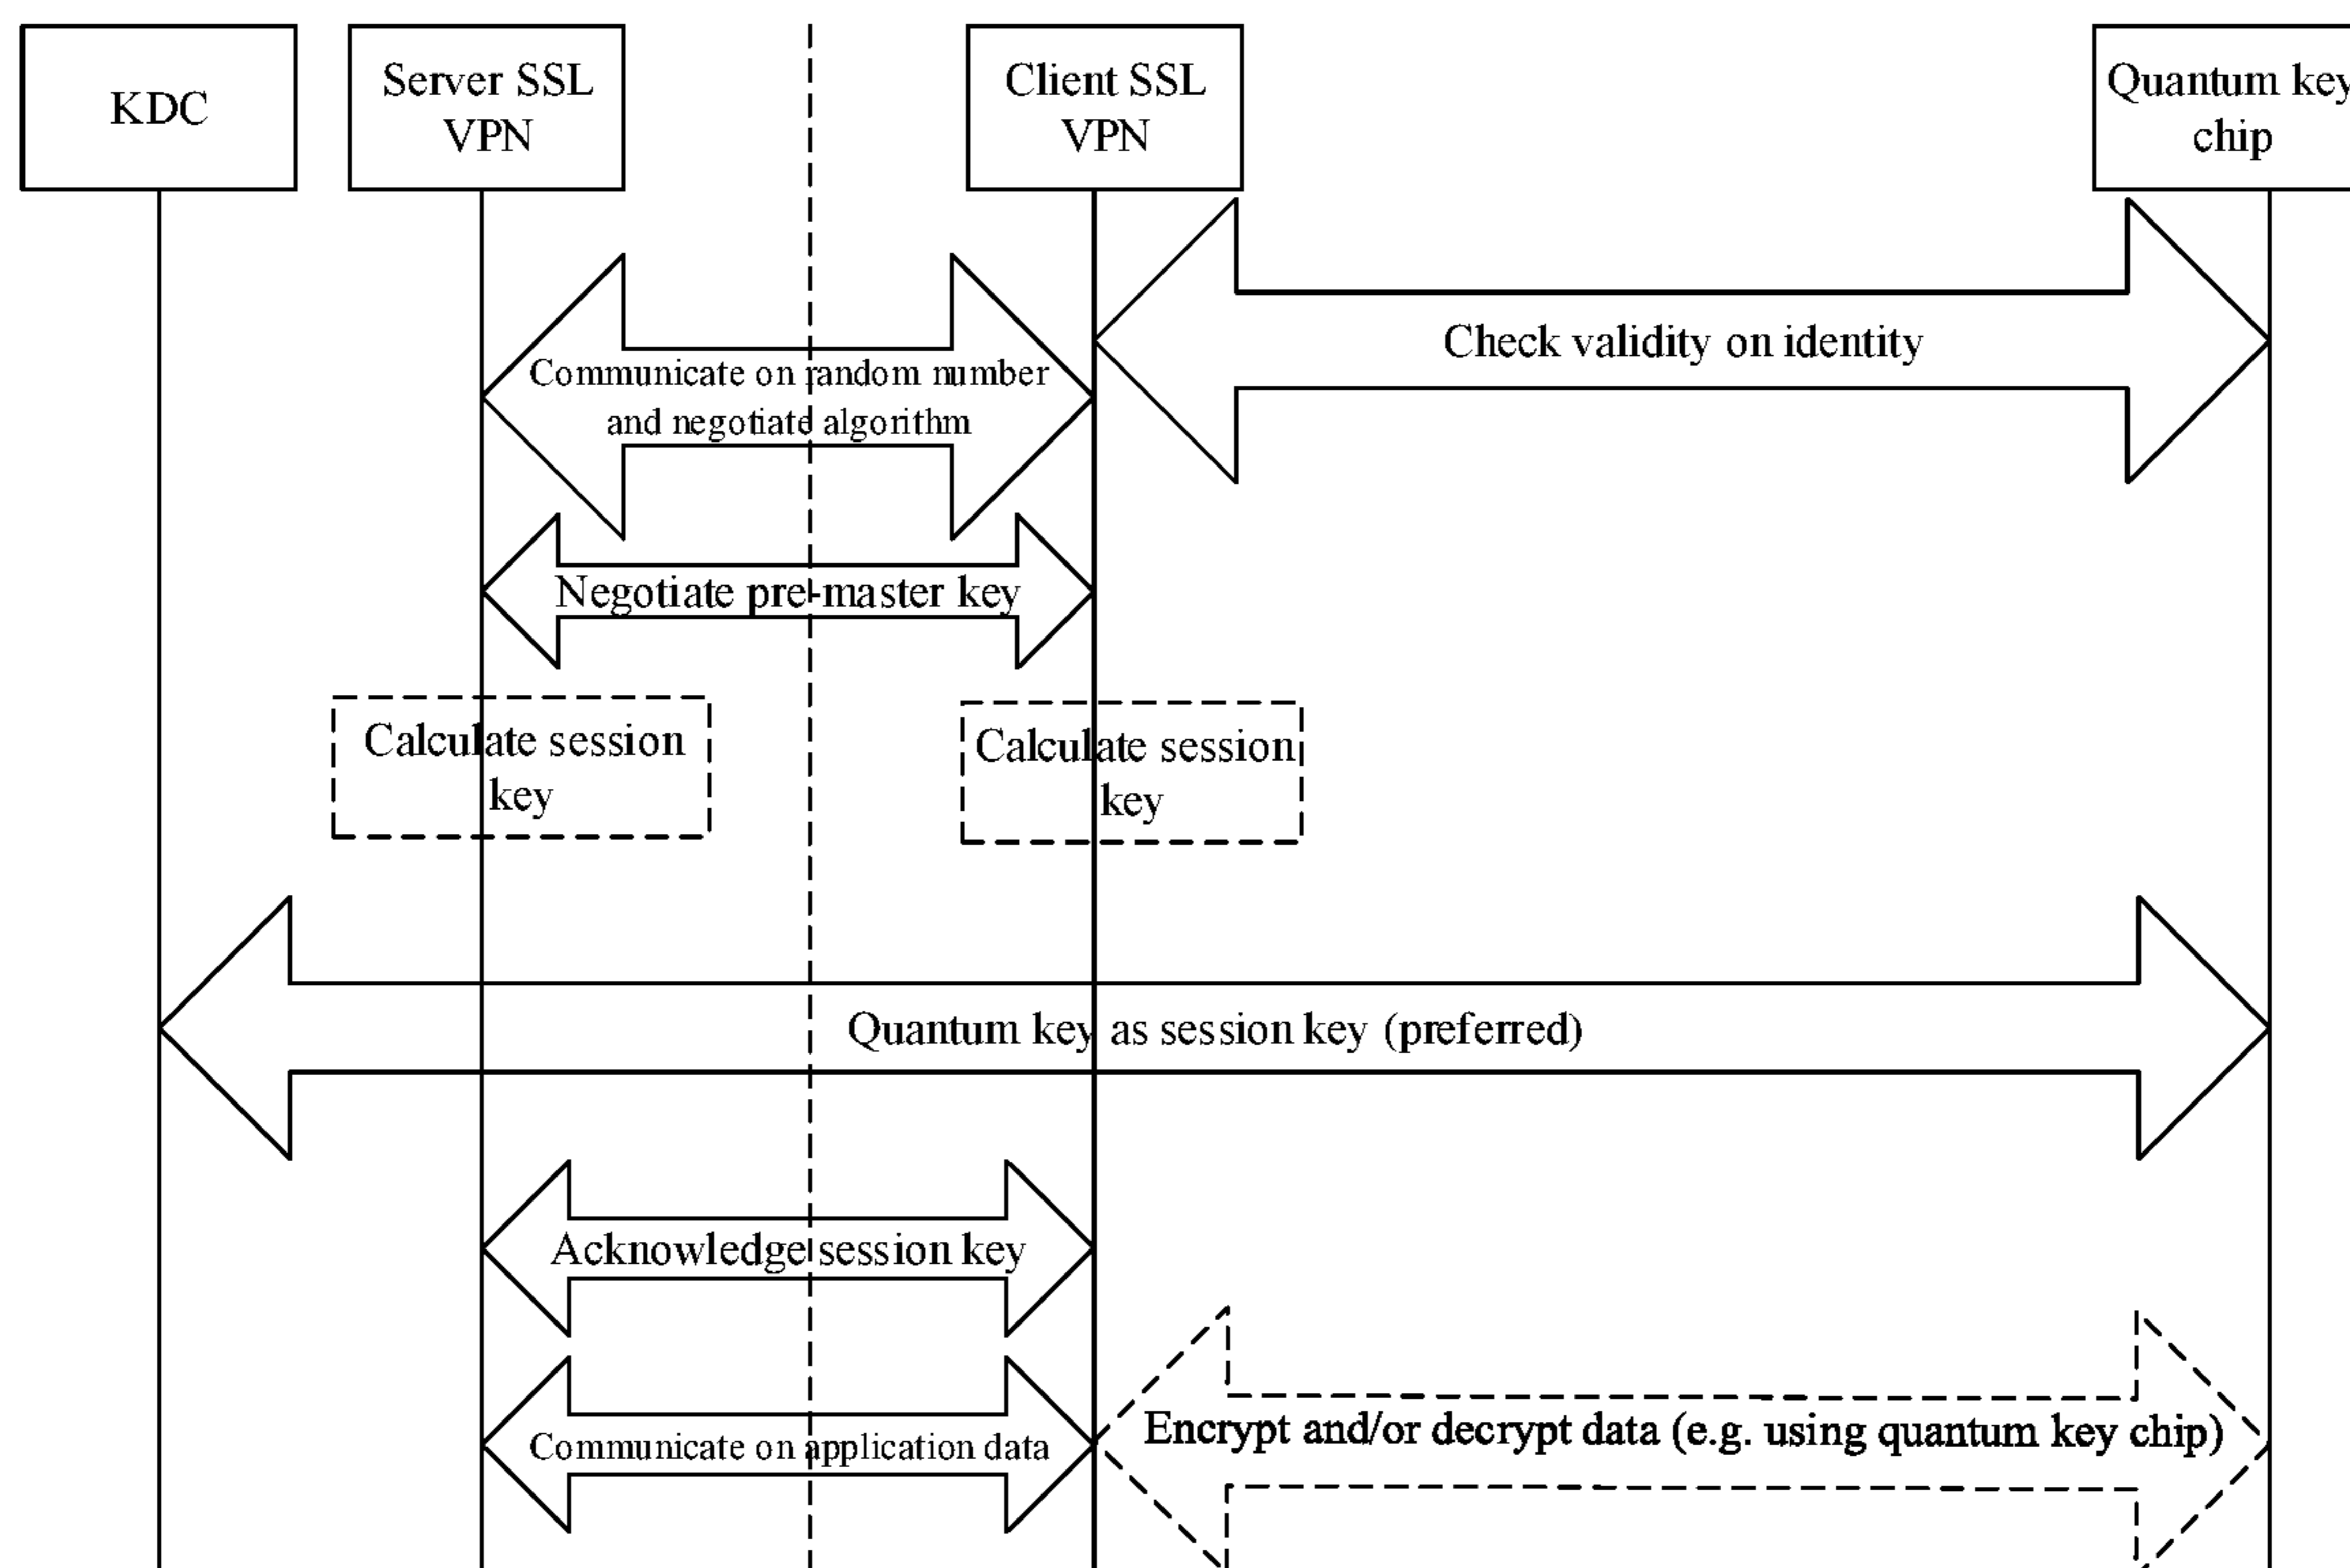 KDC
Server SSL
VPN
Client SSL
VPN
Quantum key
chip
Check validity on identity
Communicate on random number
and negotiate algorithm
Negotiate pre-master key
Calculate session
key
Calculate session
key
Quantum key as session key (preferred)
Acknowledge session key
Communicate on application data
Encrypt and/or decrypt data (e.g. using quantum key chip)